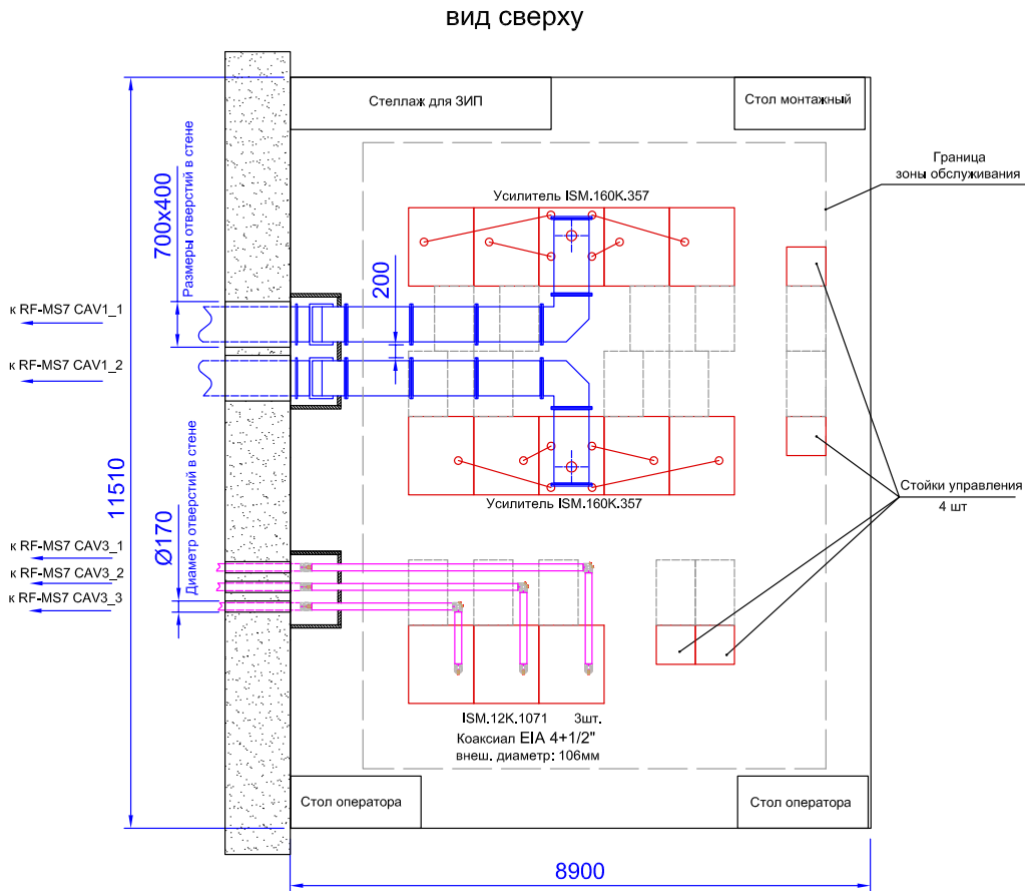 вид сверху
Стеллаж для ЗИП
Стол монтажный
Граница
зоны обслуживания
700x400
Размеры отверстий в стене
Усилитель ISM.160K.357
200
к RF-MS7 CAV1_1
к RF-MS7 CAV1_2
11510
Усилитель ISM.160K.357
Стойки управления
4 шт
Ø170
Диаметр отверстий в стене
к RF-MS7 CAV3_1
к RF-MS7 CAV3_2
к RF-MS7 CAV3_3
ISM.12K.1071 3шт.
Коаксиал EIA 4+1/2"
внеш. диаметр: 106мм
Стол оператора
Стол оператора
8900